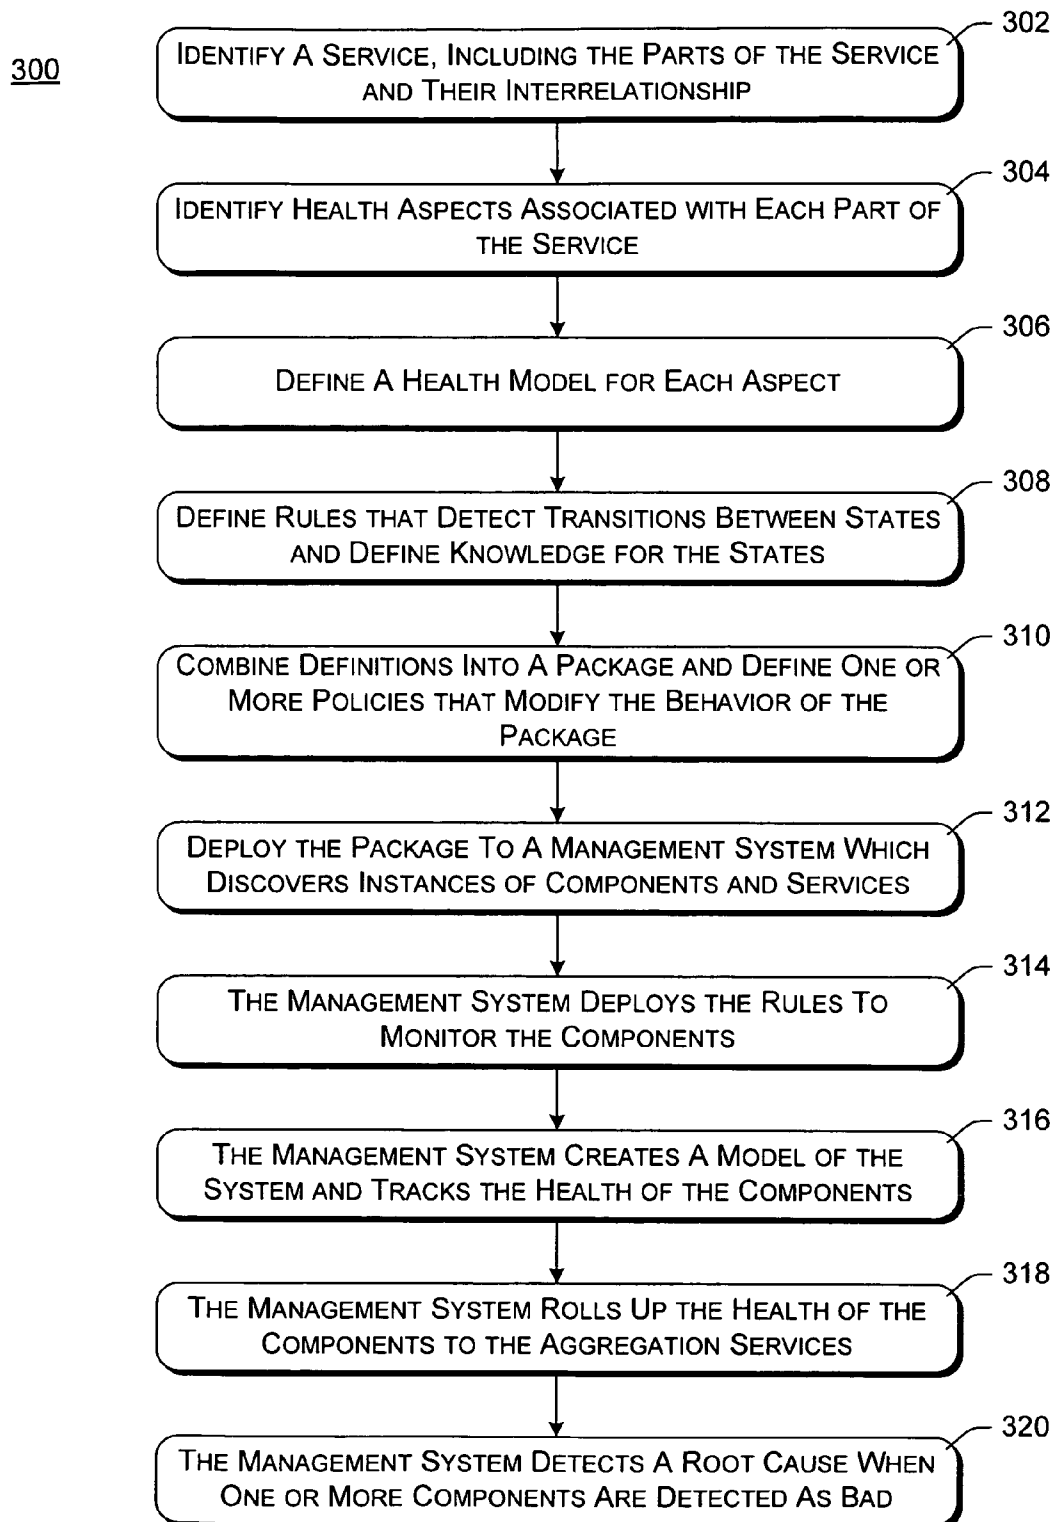 300
302
IDENTIFY A SERVICE, INCLUDING THE PARTS OF THE SERVICE
AND THEIR INTERRELATIONSHIP
304
IDENTIFY HEALTH ASPECTS ASSOCIATED WITH EACH PART OF
THE SERVICE
306
DEFINE A HEALTH MODEL FOR EACH ASPECT
308
DEFINE RULES THAT DETECT TRANSITIONS BETWEEN STATES
AND DEFINE KNOWLEDGE FOR THE STATES
310
COMBINE DEFINITIONS INTO A PACKAGE AND DEFINE ONE OR
MORE POLICIES THAT MODIFY THE BEHAVIOR OF THE
PACKAGE
312
DEPLOY THE PACKAGE TO A MANAGEMENT SYSTEM WHICH
DISCOVERS INSTANCES OF COMPONENTS AND SERVICES
314
THE MANAGEMENT SYSTEM DEPLOYS THE RULES TO
MONITOR THE COMPONENTS
316
THE MANAGEMENT SYSTEM CREATES A MODEL OF THE
SYSTEM AND TRACKS THE HEALTH OF THE COMPONENTS
318
THE MANAGEMENT SYSTEM ROLLS UP THE HEALTH OF THE
COMPONENTS TO THE AGGREGATION SERVICES
320
THE MANAGEMENT SYSTEM DETECTS A ROOT CAUSE WHEN
ONE OR MORE COMPONENTS ARE DETECTED AS BAD